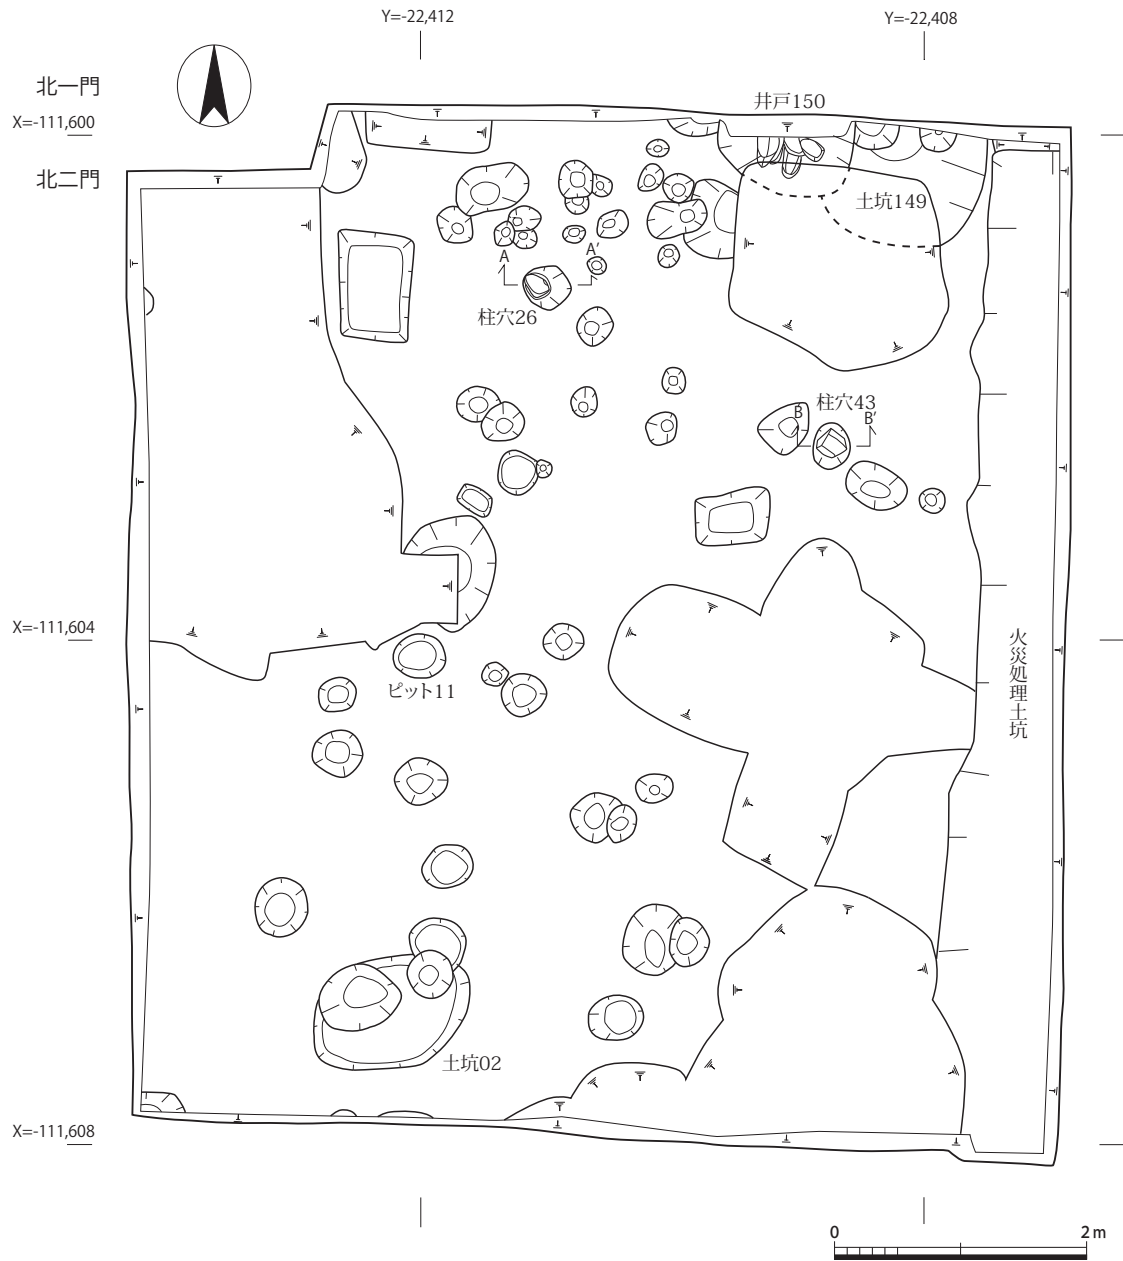 Y=-22,412
Y=-22,408
北一門
X=-111,600
井戸150
北二門
土坑149
A
A'
柱穴26
柱穴43
B
B'
X=-111,604
火災処理土坑
ピット11
土坑02
X=-111,608
0
2m